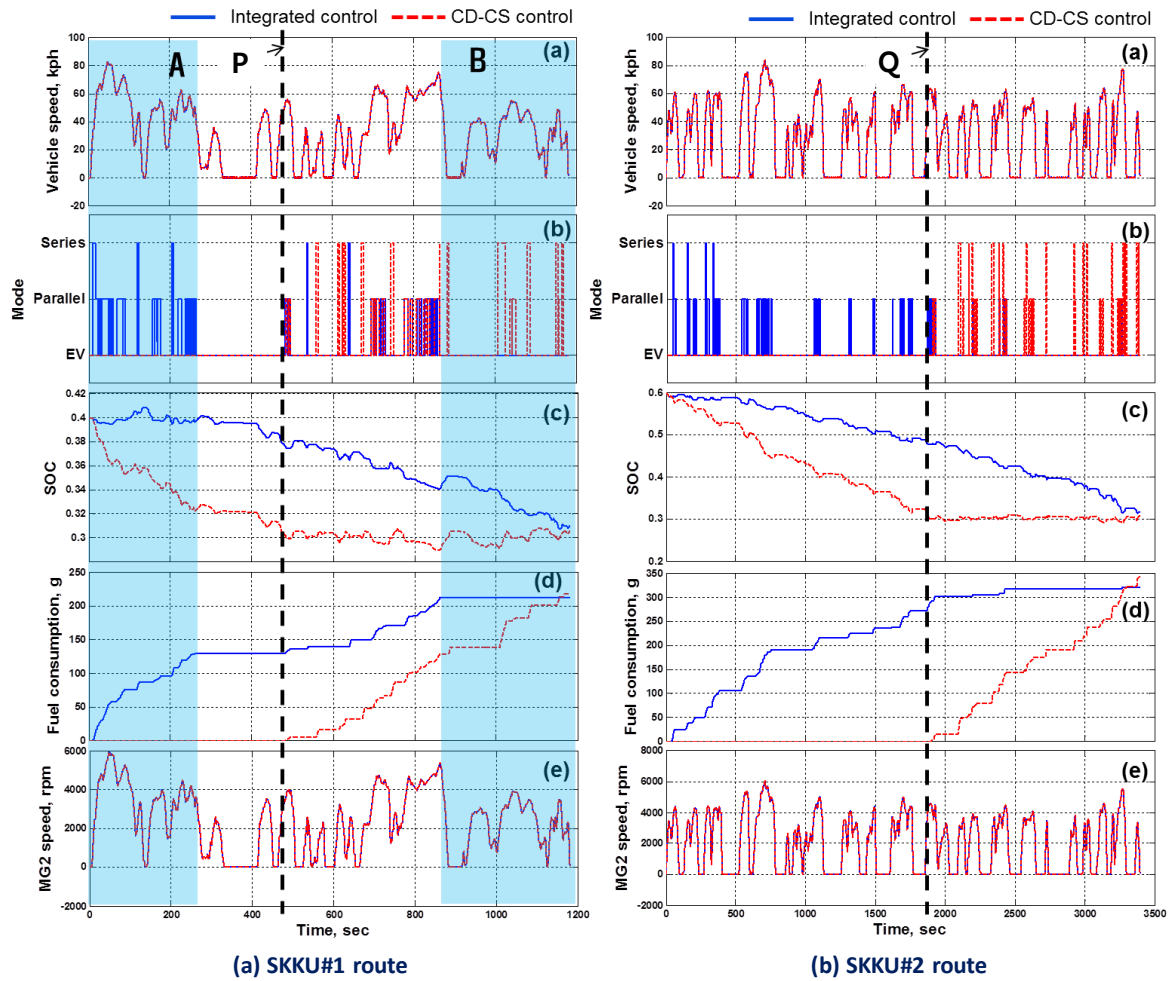 Integrated control CD-CS control
(a)
A P B
Vehicle speed, kph
100
80
60
40
20
0
-20
(b)
Mode
Series
Parallel
EV
(c)
SOC
0.42
0.4
0.38
0.36
0.34
0.32
0.3
(d)
Fuel consumption, g
250
200
150
100
50
0
(e)
MG2 speed, rpm
6000
4000
2000
0
-2000
0 200 400 600 800 1000 1200
Time, sec
(a) SKKU#1 route
Integrated control CD-CS control
(a)
Q
Vehicle speed, kph
100
80
60
40
20
0
-20
(b)
Mode
Series
Parallel
EV
(c)
SOC
0.6
0.5
0.4
0.3
0.2
(d)
Fuel consumption, g
350
300
250
200
150
100
50
0
(e)
MG2 speed, rpm
8000
6000
4000
2000
0
-2000
0 500 1000 1500 2000 2500 3000 3500
Time, sec
(b) SKKU#2 route